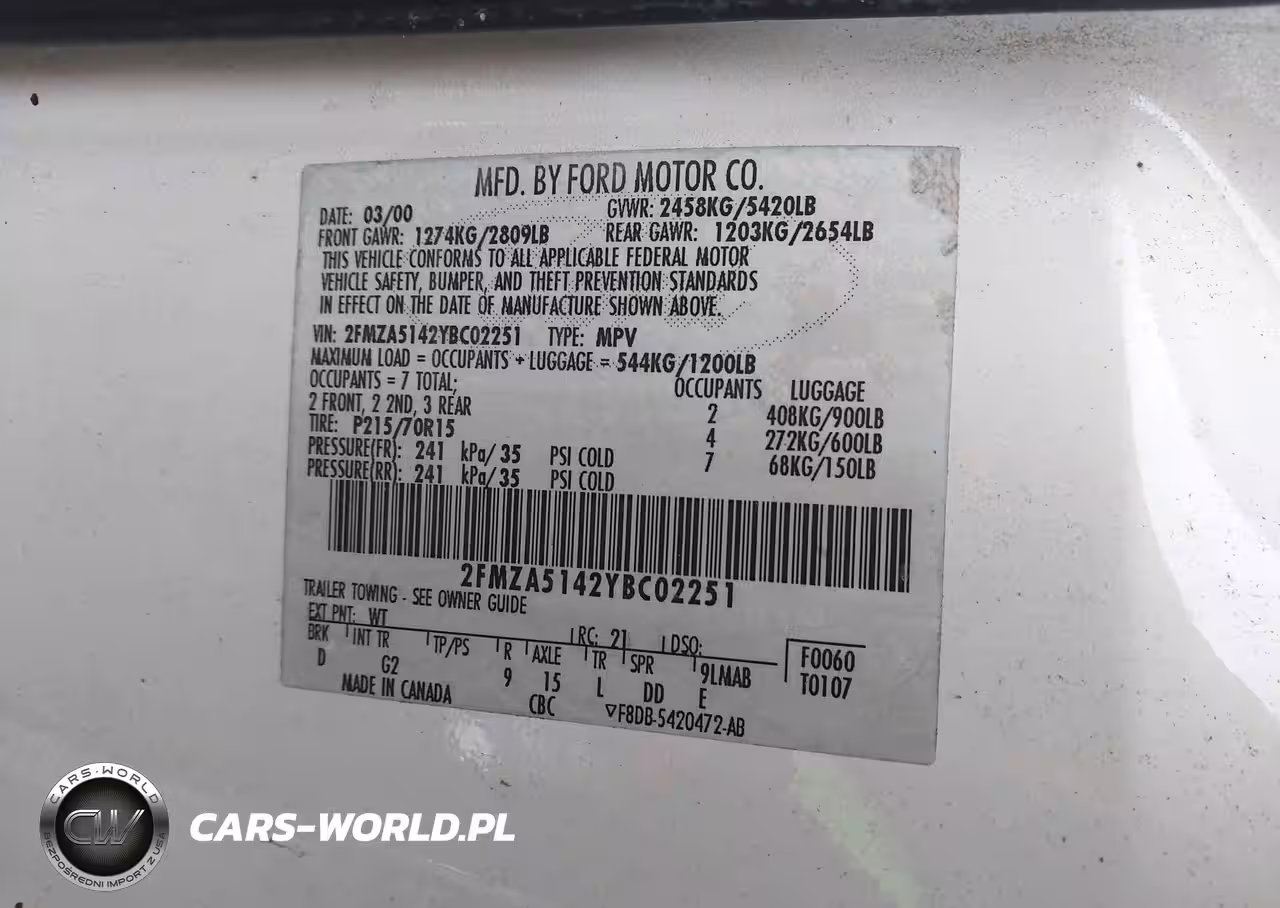 MFD. BY FORD MOTOR CO.
DATE: 03/00 GVWR: 2458KG/5420LB
FRONT GAWR: 1274KG/2809LB REAR GAWR: 1203KG/2654LB
THIS VEHICLE CONFORMS TO ALL APPLICABLE FEDERAL MOTOR
VEHICLE SAFETY, BUMPER, AND THEFT PREVENTION STANDARDS
IN EFFECT ON THE DATE OF MANUFACTURE SHOWN ABOVE.
VIN: 2FMZA5142YBC02251 TYPE: MPV
MAXIMUM LOAD = OCCUPANTS + LUGGAGE = 544KG/1200LB
OCCUPANTS = 7 TOTAL; OCCUPANTS LUGGAGE
2 FRONT, 2 2ND, 3 REAR 2 408KG/900LB
TIRE: P215/70R15 4 272KG/600LB
PRESSURE(FR): 241 kPa/ 35 PSI COLD 7 68KG/150LB
PRESSURE(RR): 241 kPa/ 35 PSI COLD
2FMZA5142YBC02251
TRAILER TOWING - SEE OWNER GUIDE
EXT PNT: WT RC: 21 DSO:
BRK INT TR TP/PS R AXLE TR SPR 9LMAB F0060
D G2 9 15 L DD E T0107
MADE IN CANADA CBC ▽F8DB-5420472-AB
CARS-WORLD
CW
BEZPOŚREDNI IMPORT Z USA
CARS-WORLD.PL